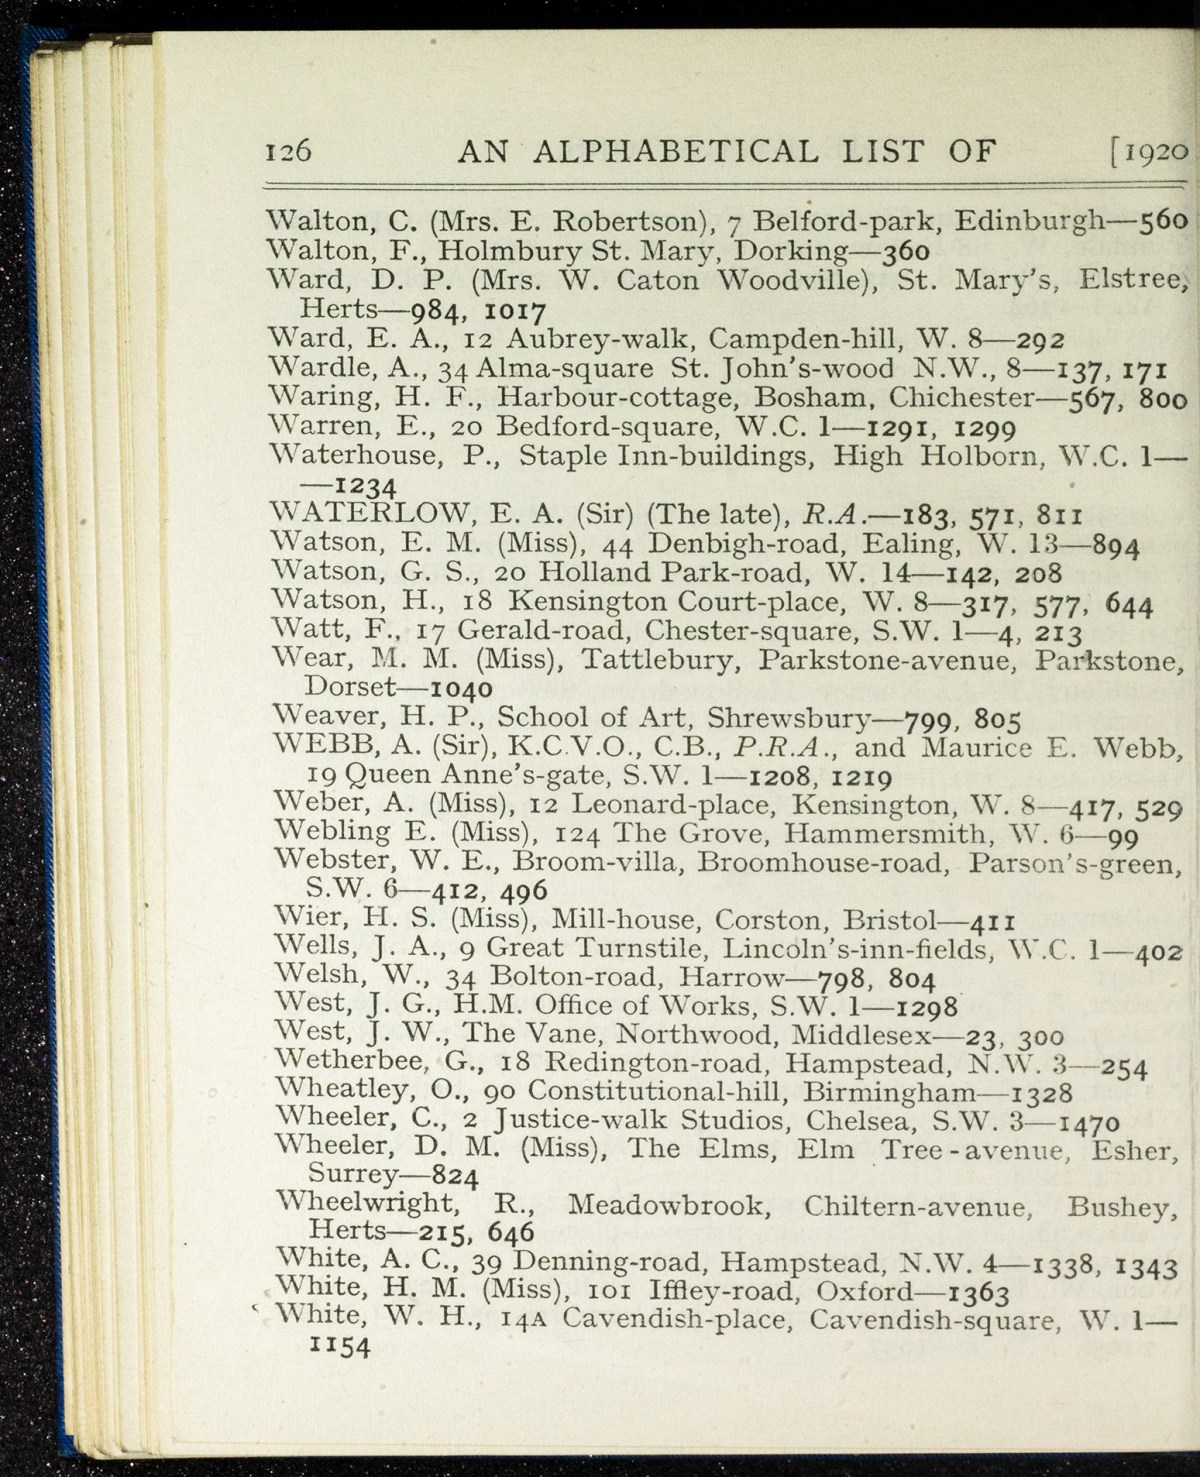 126 AN ALPHABETICAL LIST OF [1920
Walton, C. (Mrs. E. Robertson), 7 Belford-park, Edinburgh—560
Walton, F., Holmbury St. Mary, Dorking—360
Ward, D. P. (Mrs. W. Caton Woodville), St. Mary's, Elstree,
Herts—984, 1017
Ward, E. A., 12 Aubrey-walk, Campden-hill, W. 8—292
Wardle, A., 34 Alma-square St. John's-wood N.W., 8—137, 171
Waring, H. F., Harbour-cottage, Bosham, Chichester—567, 800
Warren, E., 20 Bedford-square, W.C. 1—1291, 1299
Waterhouse, P., Staple Inn-buildings, High Holborn, W.C. 1—
—1234
WATERLOW, E. A. (Sir) (The late), R.A.—183, 571, 811
Watson, E. M. (Miss), 44 Denbigh-road, Ealing, W. 13—894
Watson, G. S., 20 Holland Park-road, W. 14—142, 208
Watson, H., 18 Kensington Court-place, W. 8—317, 577, 644
Watt, F., 17 Gerald-road, Chester-square, S.W. 1—4, 213
Wear, M. M. (Miss), Tattlebury, Parkstone-avenue, Parkstone,
Dorset—1040
Weaver, H. P., School of Art, Shrewsbury—799, 805
WEBB, A. (Sir), K.C.V.O., C.B., P.R.A., and Maurice E. Webb,
19 Queen Anne's-gate, S.W. 1—1208, 1219
Weber, A. (Miss), 12 Leonard-place, Kensington, W. 8—417, 529
Webling E. (Miss), 124 The Grove, Hammersmith, W. 6—99
Webster, W. E., Broom-villa, Broomhouse-road, Parson's-green,
S.W. 6—412, 496
Wier, H. S. (Miss), Mill-house, Corston, Bristol—411
Wells, J. A., 9 Great Turnstile, Lincoln's-inn-fields, W.C. 1—402
Welsh, W., 34 Bolton-road, Harrow—798, 804
West, J. G., H.M. Office of Works, S.W. 1—1298
West, J. W., The Vane, Northwood, Middlesex—23, 300
Wetherbee, G., 18 Redington-road, Hampstead, N.W. 3—254
Wheatley, O., 90 Constitutional-hill, Birmingham—1328
Wheeler, C., 2 Justice-walk Studios, Chelsea, S.W. 3—1470
Wheeler, D. M. (Miss), The Elms, Elm Tree-avenue, Esher,
Surrey—824
Wheelwright, R., Meadowbrook, Chiltern-avenue, Bushey,
Herts—215, 646
White, A. C., 39 Denning-road, Hampstead, N.W. 4—1338, 1343
White, H. M. (Miss), 101 Iffley-road, Oxford—1363
White, W. H., 14A Cavendish-place, Cavendish-square, W. 1—
1154